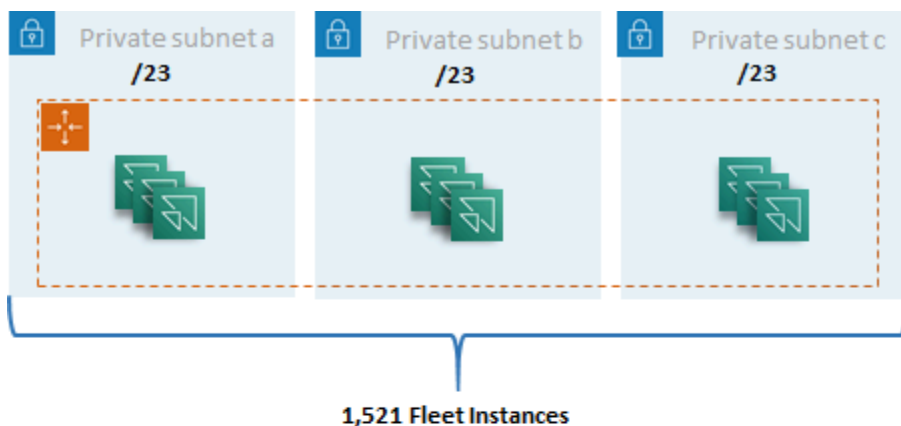 Private subnet a
/23
Private subnet b
/23
Private subnet c
/23
1,521 Fleet Instances